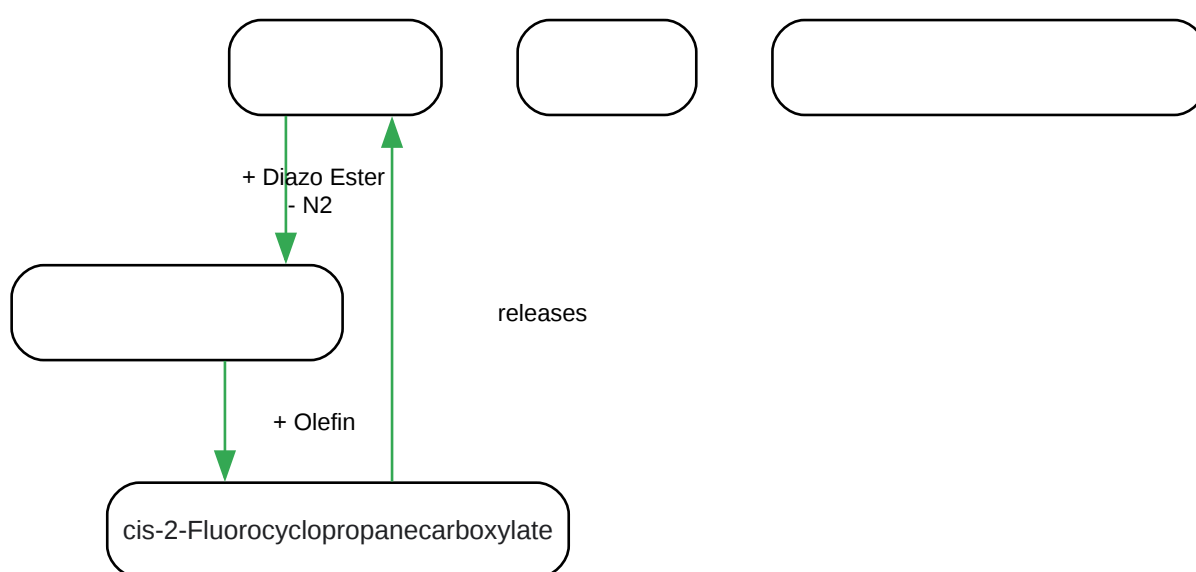 + Diazo Ester
- N2
releases
+ Olefin
cis-2-Fluorocyclopropanecarboxylate